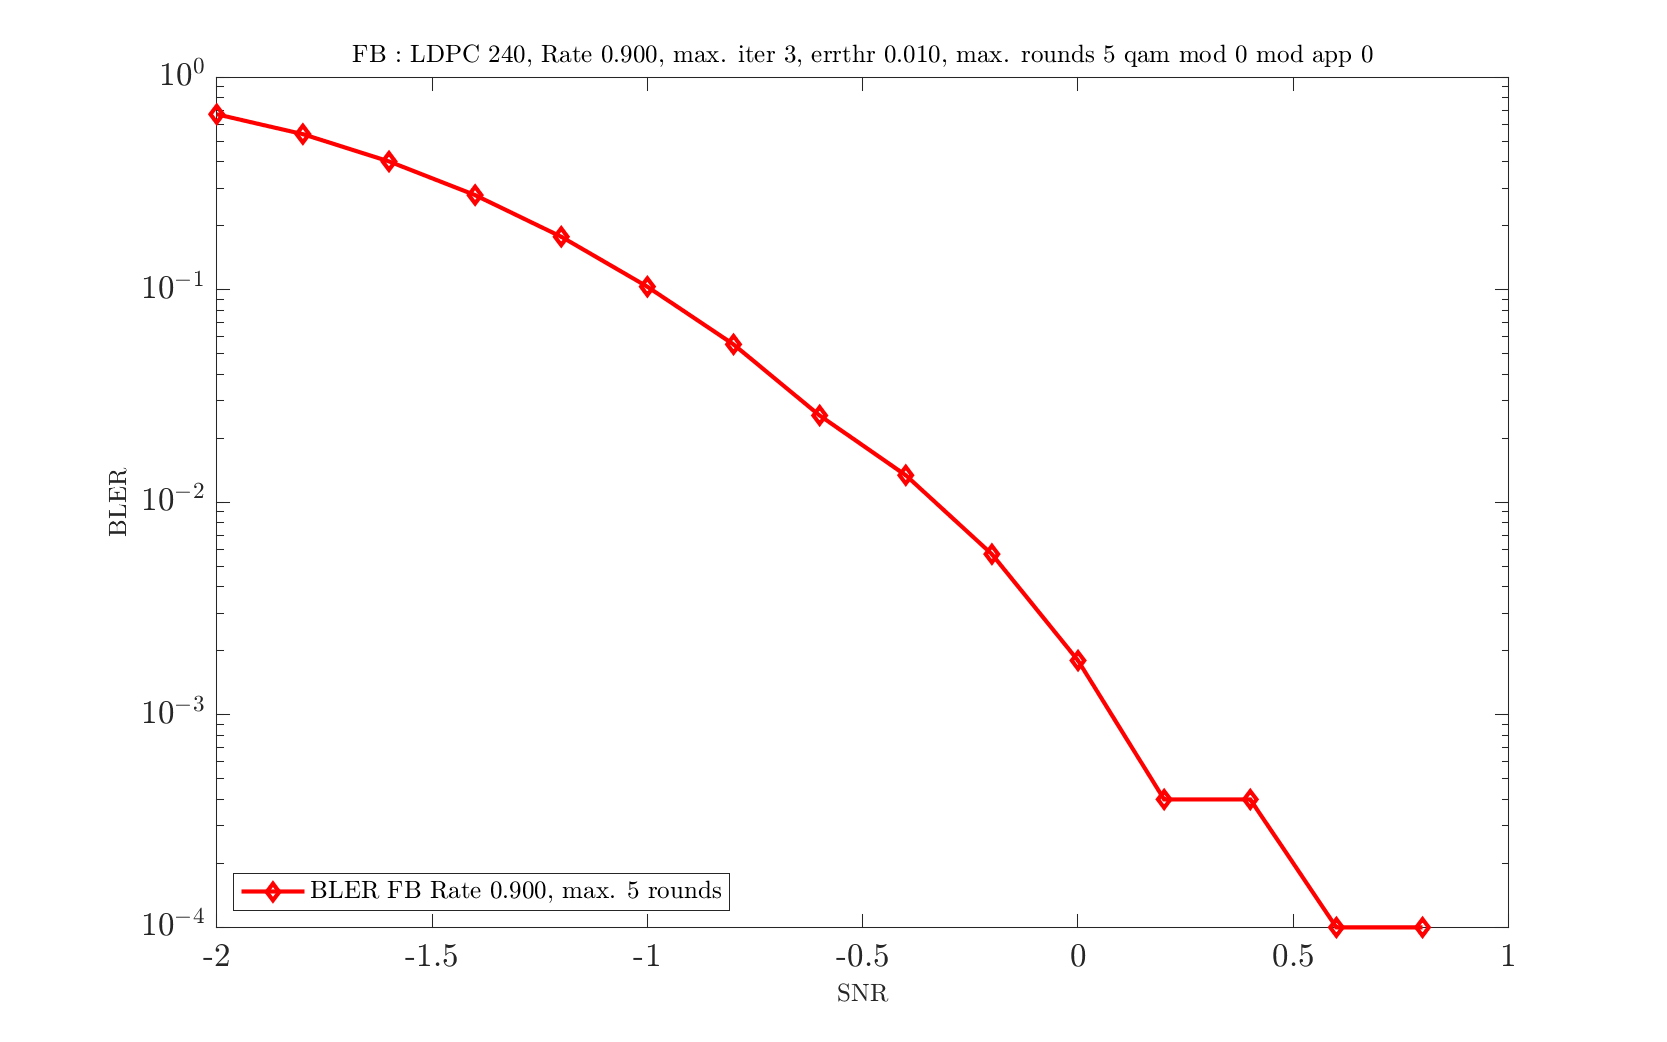 FB : LDPC 240, Rate 0.900, max. iter 3, errthr 0.010, max. rounds 5 qam mod 0 mod app 0
10^0
10^-1
10^-2
10^-3
10^-4
BLER
BLER FB Rate 0.900, max. 5 rounds
-2 -1.5 -1 -0.5 0 0.5 1
SNR